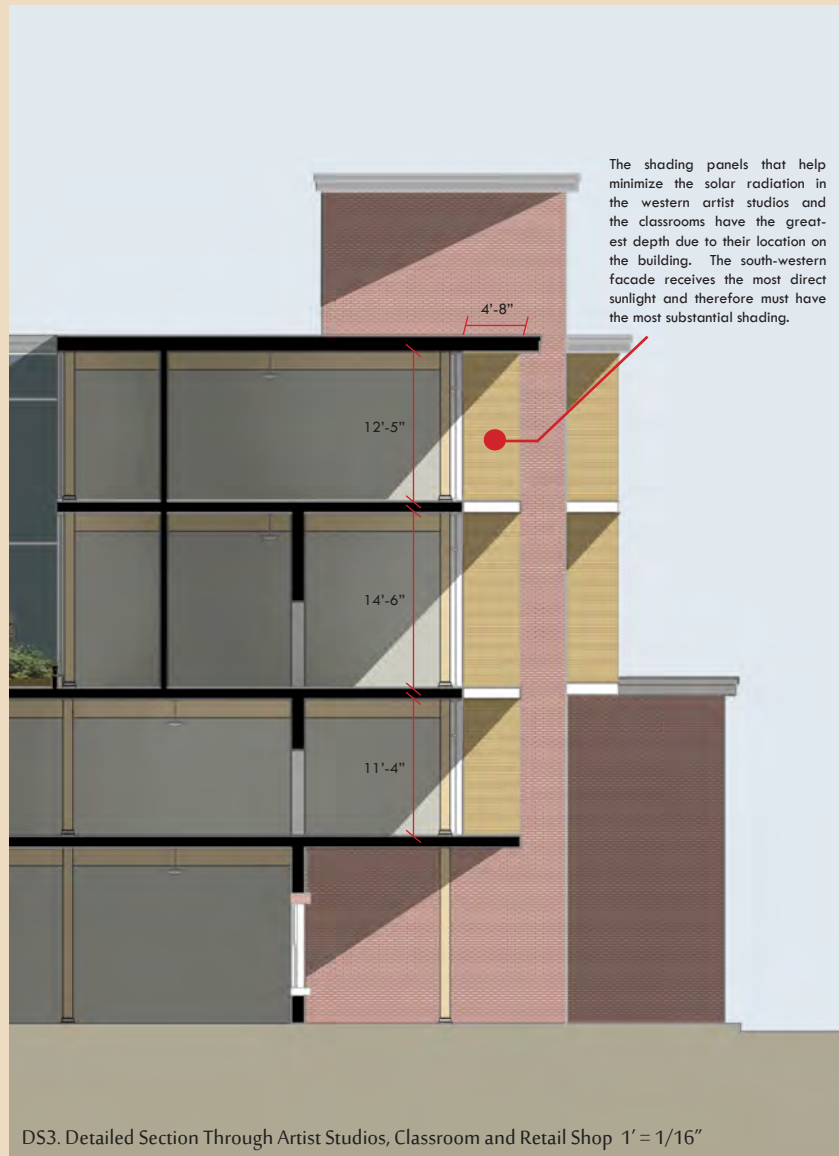 The shading panels that help
minimize the solar radiation in
the western artist studios and
the classrooms have the great-
est depth due to their location on
the building. The south-western
facade receives the most direct
sunlight and therefore must have
the most substantial shading.
4’-8”
12’-5”
14’-6”
11’-4”
DS3. Detailed Section Through Artist Studios, Classroom and Retail Shop 1’ = 1/16”